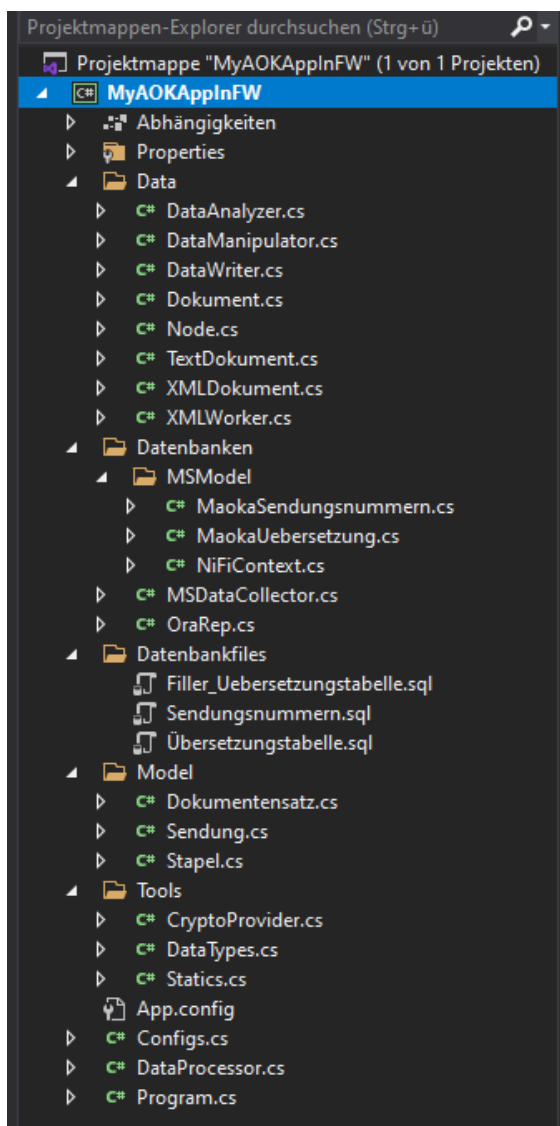 Projektmappen-Explorer durchsuchen (Strg+ü)
Projektmappe "MyAOKAppInFW" (1 von 1 Projekten)
C# MyAOKAppInFW
Abhängigkeiten
Properties
Data
C# DataAnalyzer.cs
C# DataManipulator.cs
C# DataWriter.cs
C# Dokument.cs
C# Node.cs
C# TextDokument.cs
C# XMLDokument.cs
C# XMLWorker.cs
Datenbanken
MSModel
C# MaokaSendungsnummern.cs
C# MaokaUebersetzung.cs
C# NiFiContext.cs
C# MSDataCollector.cs
C# OraRep.cs
Datenbankfiles
Filler_Uebersetzungstabelle.sql
Sendungsnummern.sql
Übersetzungstabelle.sql
Model
C# Dokumentensatz.cs
C# Sendung.cs
C# Stapel.cs
Tools
C# CryptoProvider.cs
C# DataTypes.cs
C# Statics.cs
App.config
C# Configs.cs
C# DataProcessor.cs
C# Program.cs